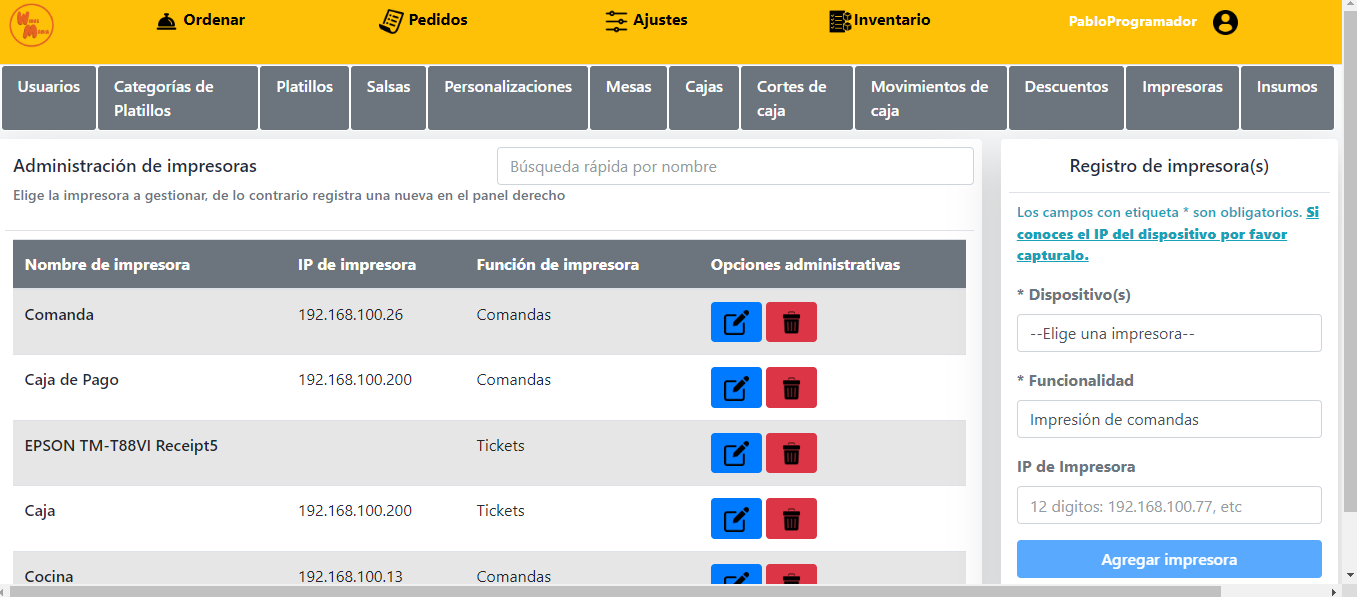 Wings Mania
Ordenar
Pedidos
Ajustes
Inventario
PabloProgramador
Usuarios
Categorías de
Platillos
Platillos
Salsas
Personalizaciones
Mesas
Cajas
Cortes de
caja
Movimientos de
caja
Descuentos
Impresoras
Insumos
Administración de impresoras
Búsqueda rápida por nombre
Elige la impresora a gestionar, de lo contrario registra una nueva en el panel derecho
Nombre de impresora IP de impresora Función de impresora Opciones administrativas
Comanda 192.168.100.26 Comandas
Caja de Pago 192.168.100.200 Comandas
EPSON TM-T88VI Receipt5 Tickets
Caja 192.168.100.200 Tickets
Cocina 192.168.100.13 Comandas
Registro de impresora(s)
Los campos con etiqueta * son obligatorios. Si
conoces el IP del dispositivo por favor
capturalo.
* Dispositivo(s)
--Elige una impresora--
* Funcionalidad
Impresión de comandas
IP de Impresora
12 digitos: 192.168.100.77, etc
Agregar impresora